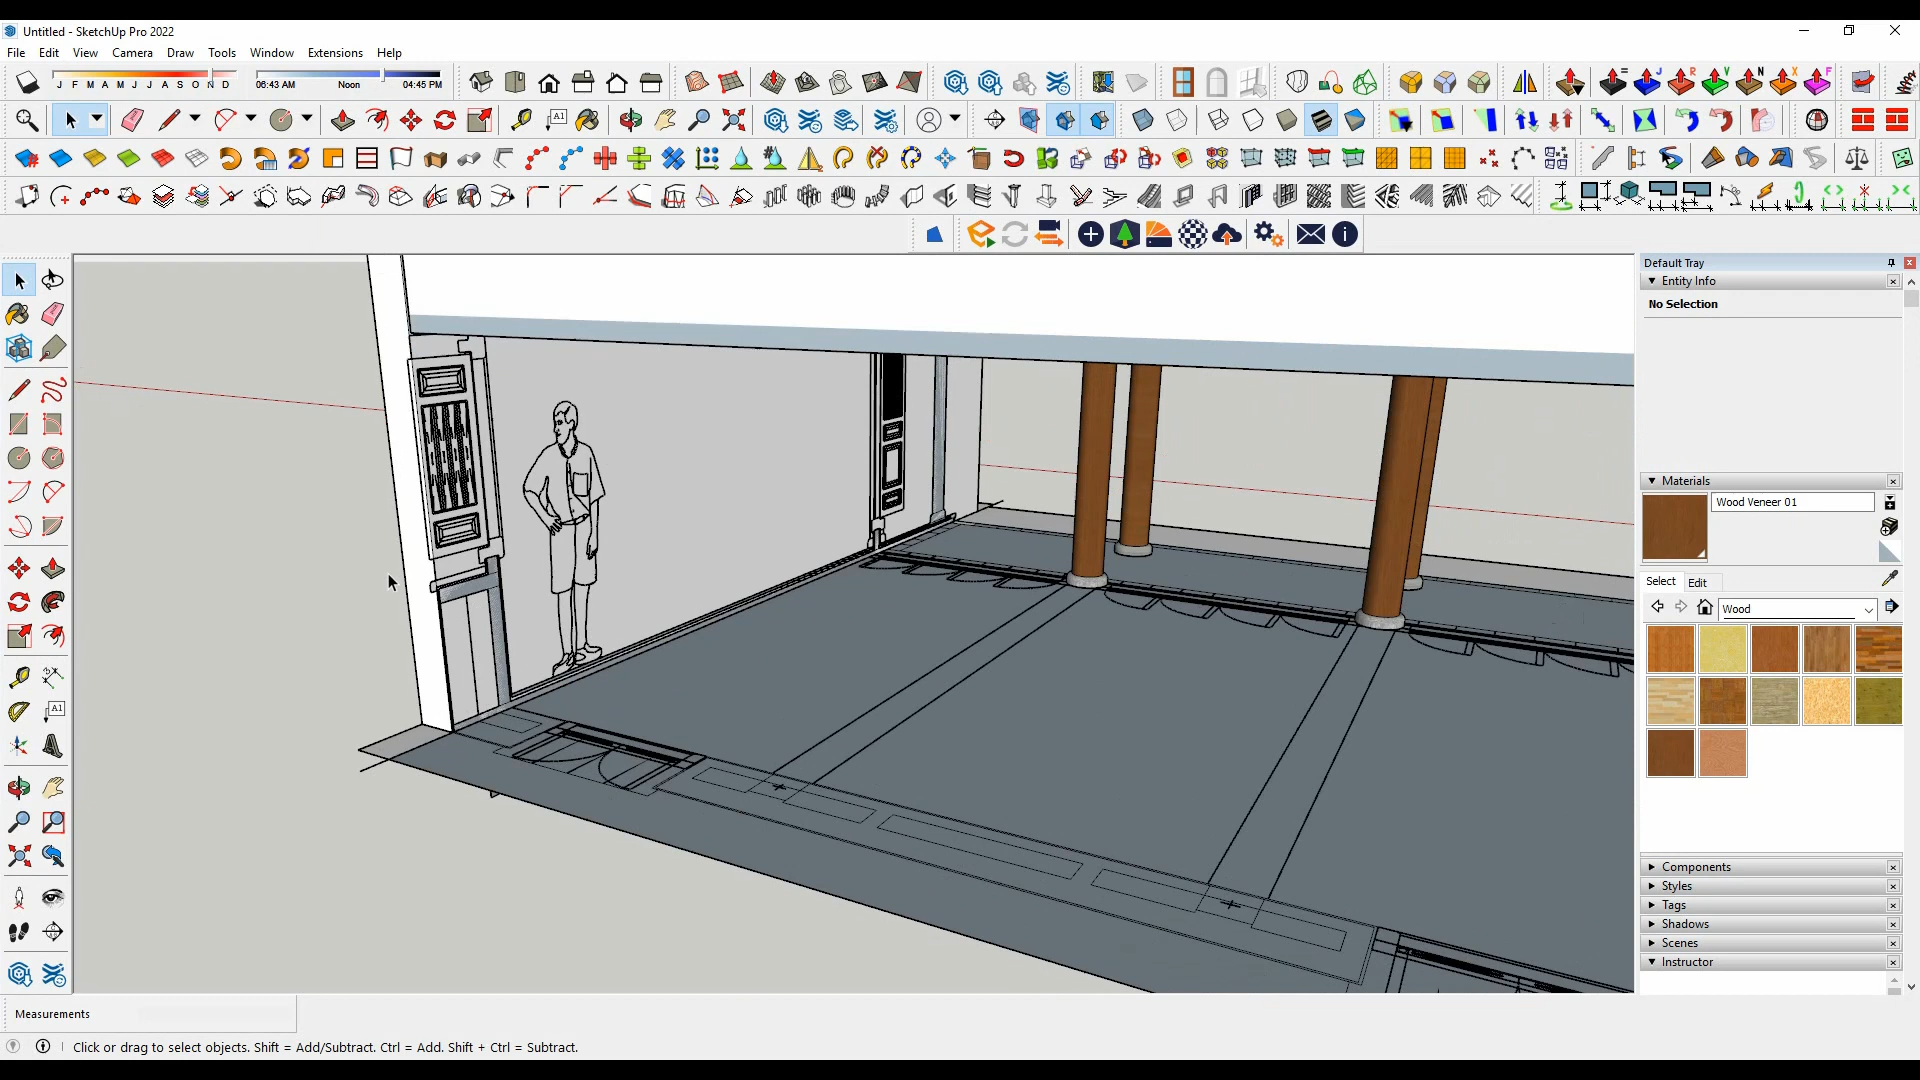 Untitled - SketchUp Pro 2022
File Edit View Camera Draw Tools Window Extensions Help
J F M A M J J A S O N D
06:43 AM Noon 04:45 PM
A1
Default Tray
Entity Info
No Selection
Materials
Wood Veneer 01
Select Edit
Wood
A1
Components
Styles
Tags
Shadows
Scenes
Instructor
Measurements
Click or drag to select objects. Shift = Add/Subtract. Ctrl = Add. Shift + Ctrl = Subtract.